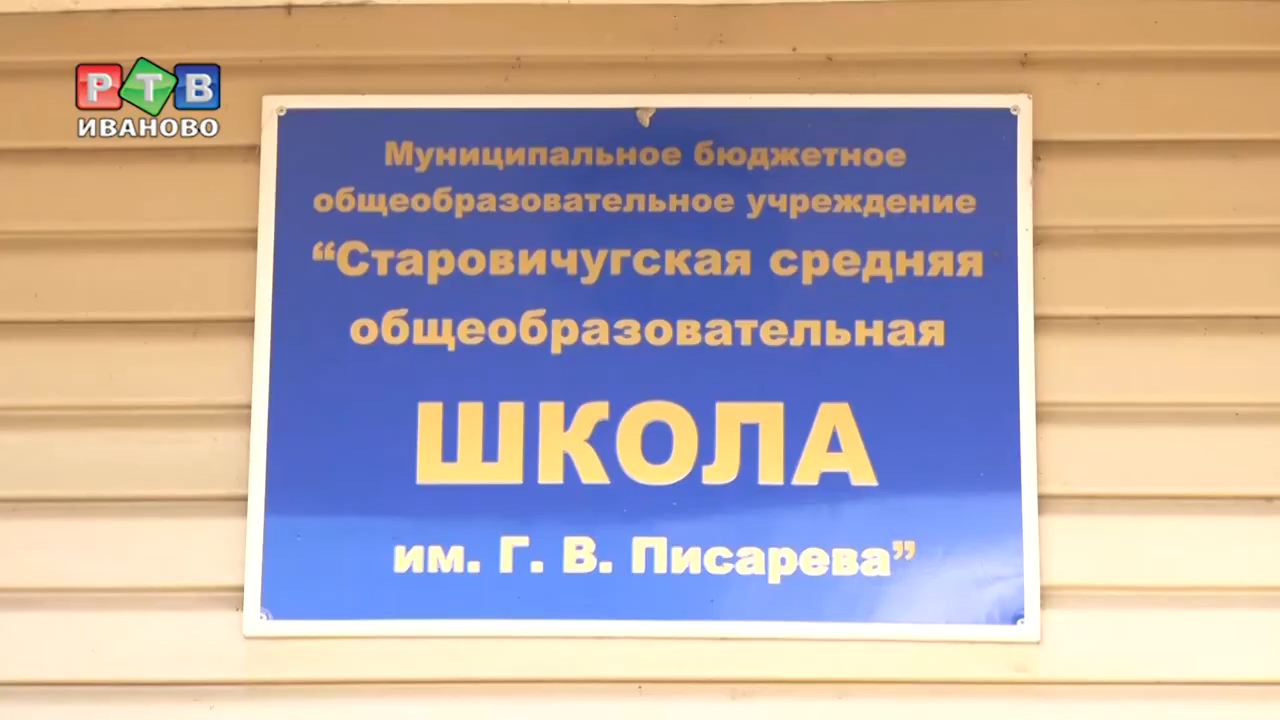 РТВ
ИВАНОВО
Муниципальное бюджетное
общеобразовательное учреждение
“Старовичугская средняя
общеобразовательная
ШКОЛА
им. Г. В. Писарева”